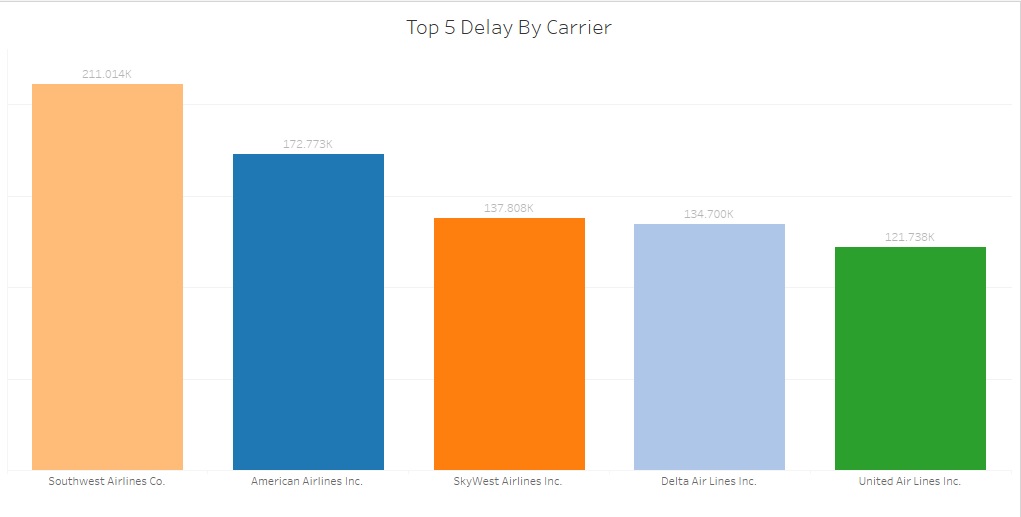 Top 5 Delay By Carrier
211.014K
172.773K
137.808K
134.700K
121.738K
Southwest Airlines Co.
American Airlines Inc.
SkyWest Airlines Inc.
Delta Air Lines Inc.
United Air Lines Inc.